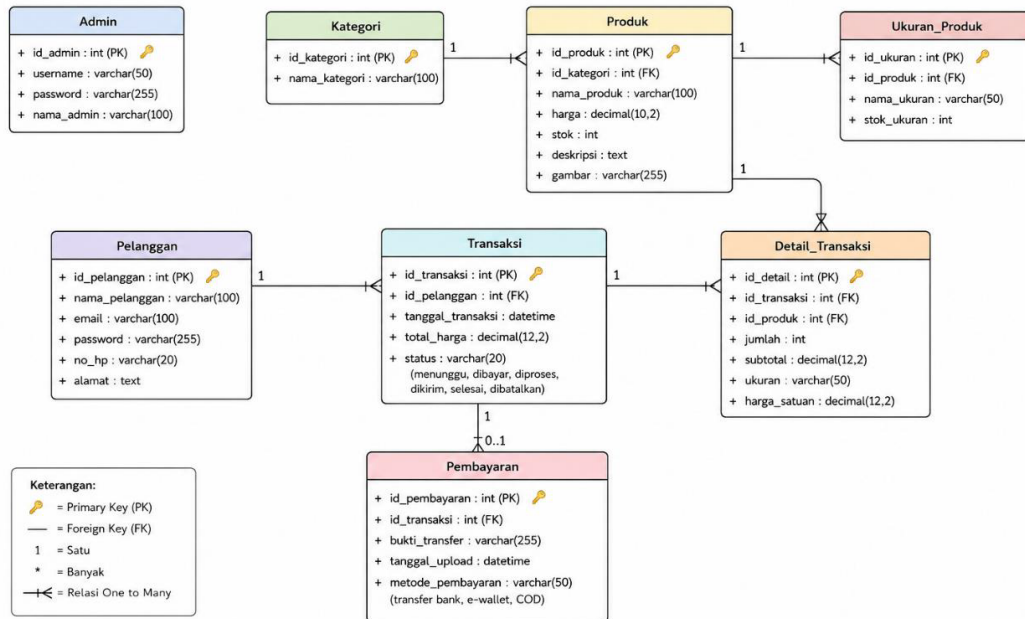 Admin
+ id_admin : int (PK)
+ username : varchar(50)
+ password : varchar(255)
+ nama_admin : varchar(100)
Kategori
+ id_kategori : int (PK)
+ nama_kategori : varchar(100)
1
Produk
+ id_produk : int (PK)
+ id_kategori : int (FK)
+ nama_produk : varchar(100)
+ harga : decimal(10,2)
+ stok : int
+ deskripsi : text
+ gambar : varchar(255)
1
1
Ukuran_Produk
+ id_ukuran : int (PK)
+ id_produk : int (FK)
+ nama_ukuran : varchar(50)
+ stok_ukuran : int
Pelanggan
+ id_pelanggan : int (PK)
+ nama_pelanggan : varchar(100)
+ email : varchar(100)
+ password : varchar(255)
+ no_hp : varchar(20)
+ alamat : text
1
Transaksi
+ id_transaksi : int (PK)
+ id_pelanggan : int (FK)
+ tanggal_transaksi : datetime
+ total_harga : decimal(12,2)
+ status : varchar(20)
(menunggu, dibayar, diproses,
dikirim, selesai, dibatalkan)
1
Detail_Transaksi
+ id_detail : int (PK)
+ id_transaksi : int (FK)
+ id_produk : int (FK)
+ jumlah : int
+ subtotal : decimal(12,2)
+ ukuran : varchar(50)
+ harga_satuan : decimal(12,2)
1
0..1
Pembayaran
+ id_pembayaran : int (PK)
+ id_transaksi : int (FK)
+ bukti_transfer : varchar(255)
+ tanggal_upload : datetime
+ metode_pembayaran : varchar(50)
(transfer bank, e-wallet, COD)
Keterangan:
= Primary Key (PK)
= Foreign Key (FK)
1 = Satu
* = Banyak
= Relasi One to Many